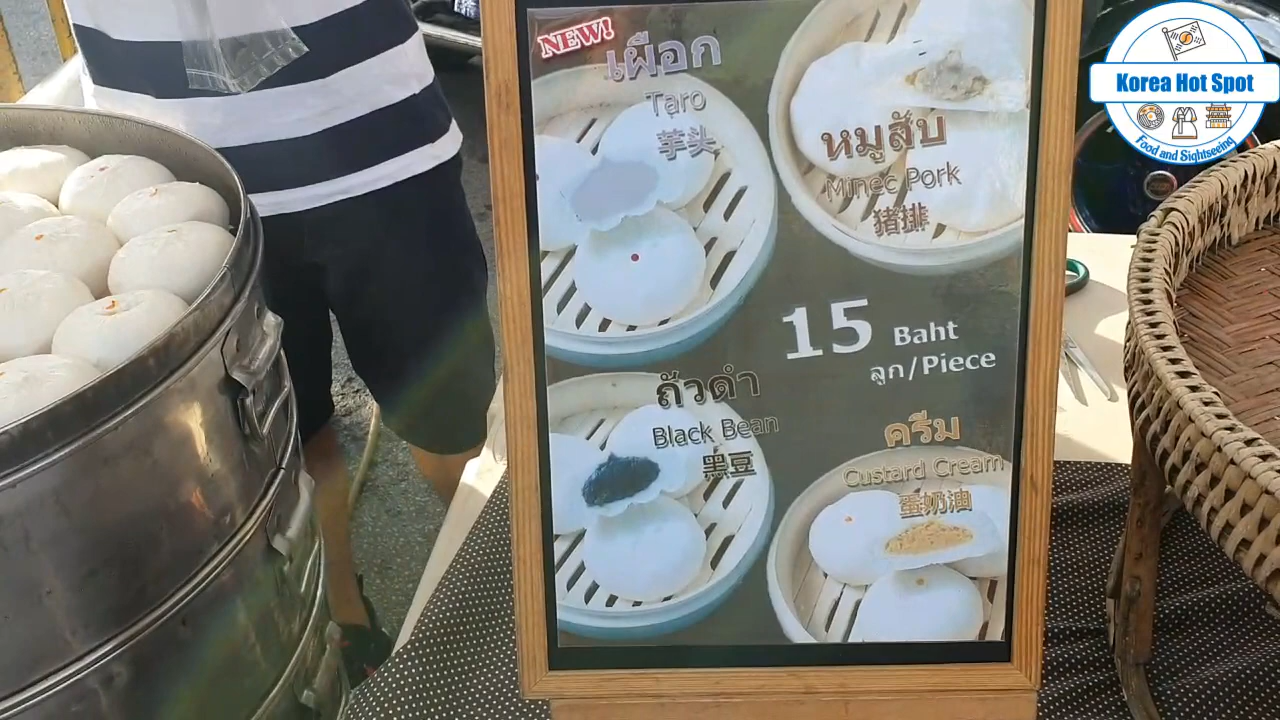 NEW!
เผือก
Taro
芋头
หมูสับ
Minec Pork
猪排
15 Baht
ลูก/Piece
ถั่วดำ
Black Bean
黑豆
ครีม
Custard Cream
蛋奶油
Korea Hot Spot
Food and Sightseeing